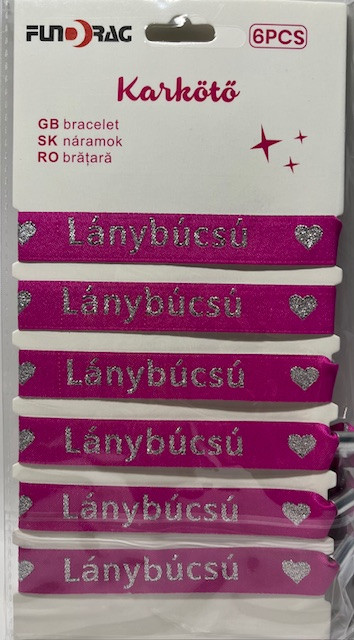 FUNDRAG
6PCS
Karkötő
GB bracelet
SK náramok
RO brățară
Lánybúcsú
Lánybúcsú
Lánybúcsú
Lánybúcsú
Lánybúcsú
Lánybúcsú